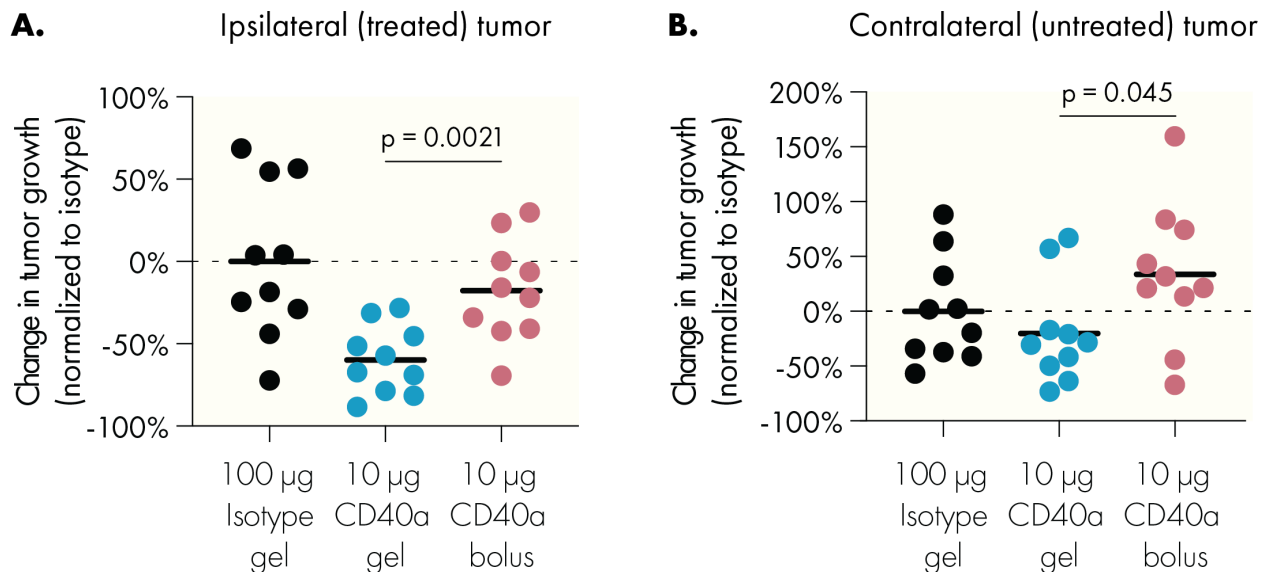 A.
Ipsilateral (treated) tumor
Change in tumor growth
(normalized to isotype)
100%
50%
0%
-50%
-100%
p = 0.0021
100 µg
Isotype
gel
10 µg
CD40a
gel
10 µg
CD40a
bolus
B.
Contralateral (untreated) tumor
Change in tumor growth
(normalized to isotype)
200%
150%
100%
50%
0%
-50%
-100%
p = 0.045
100 µg
Isotype
gel
10 µg
CD40a
gel
10 µg
CD40a
bolus